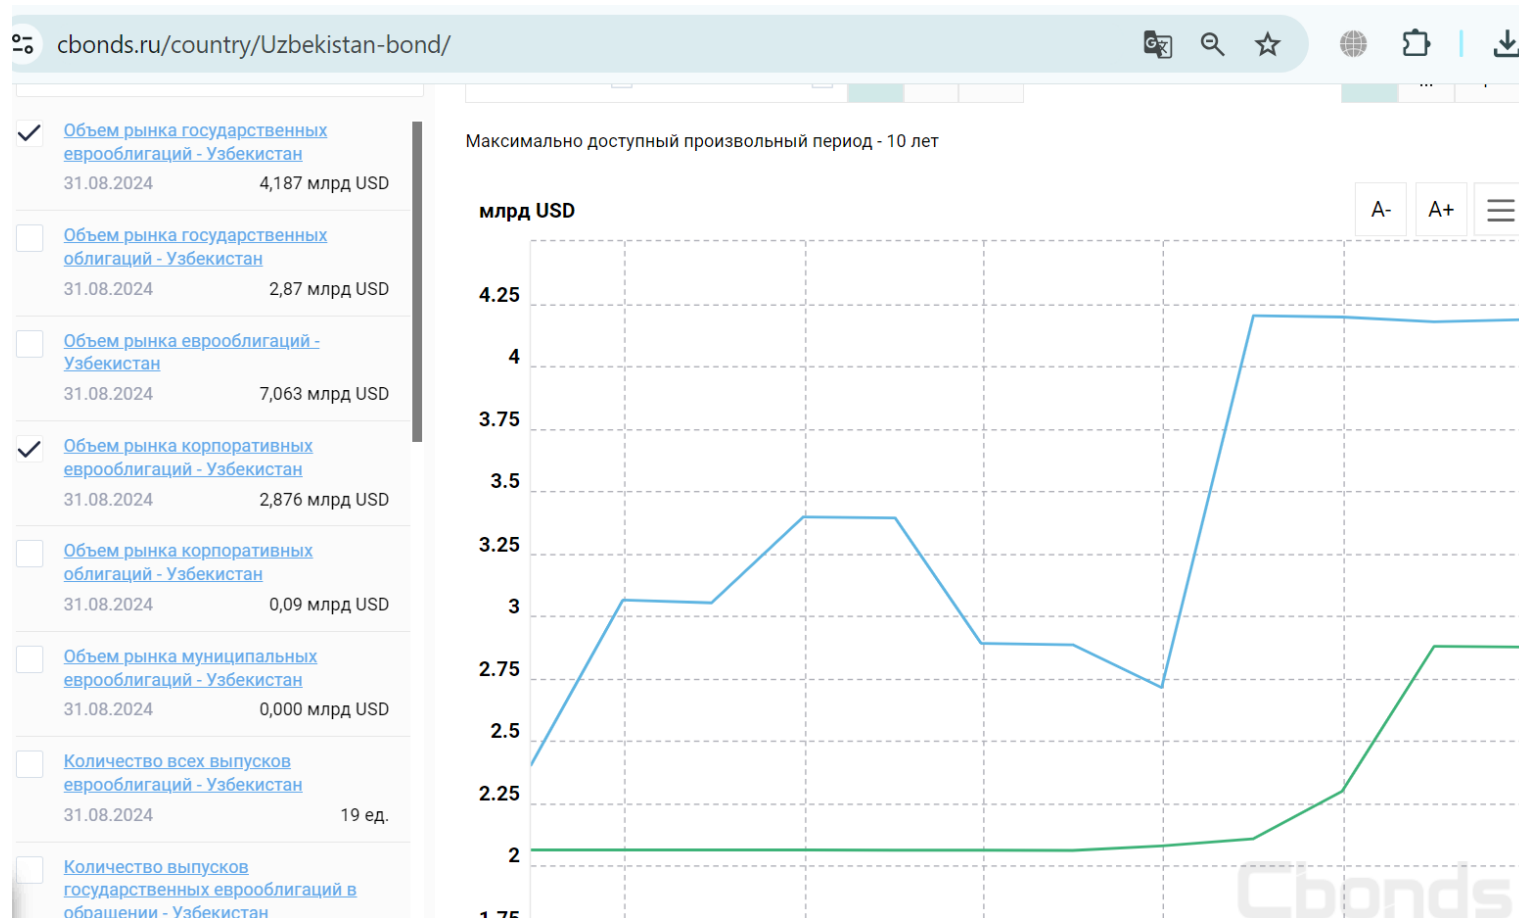 cbonds.ru/country/Uzbekistan-bond/
Объем рынка государственных
еврооблигаций - Узбекистан
31.08.2024 4,187 млрд USD
Объем рынка государственных
облигаций - Узбекистан
31.08.2024 2,87 млрд USD
Объем рынка еврооблигаций -
Узбекистан
31.08.2024 7,063 млрд USD
Объем рынка корпоративных
еврооблигаций - Узбекистан
31.08.2024 2,876 млрд USD
Объем рынка корпоративных
облигаций - Узбекистан
31.08.2024 0,09 млрд USD
Объем рынка муниципальных
еврооблигаций - Узбекистан
31.08.2024 0,000 млрд USD
Количество всех выпусков
еврооблигаций - Узбекистан
31.08.2024 19 ед.
Количество выпусков
государственных еврооблигаций в
обращении - Узбекистан
Максимально доступный произвольный период - 10 лет
млрд USD
A- A+
4.25
4
3.75
3.5
3.25
3
2.75
2.5
2.25
2
1.75
Cbonds